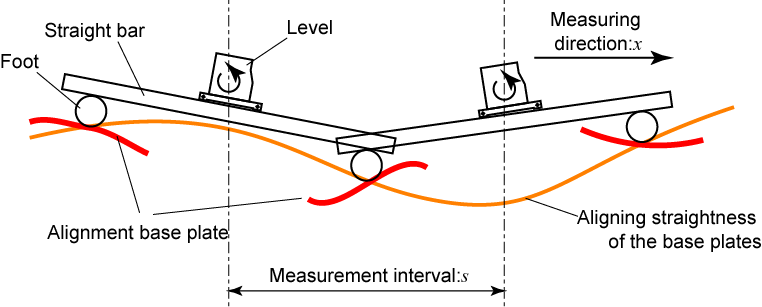 Straight bar
Level
Measuring
direction:x
Foot
Alignment base plate
Aligning straightness
of the base plates
Measurement interval:s